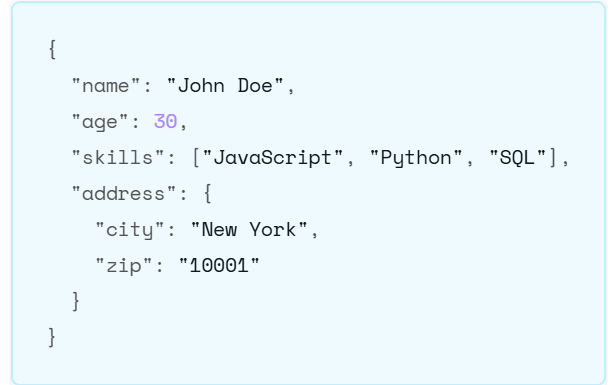 {
  "name": "John Doe",
  "age": 30,
  "skills": ["JavaScript", "Python", "SQL"],
  "address": {
    "city": "New York",
    "zip": "10001"
  }
}